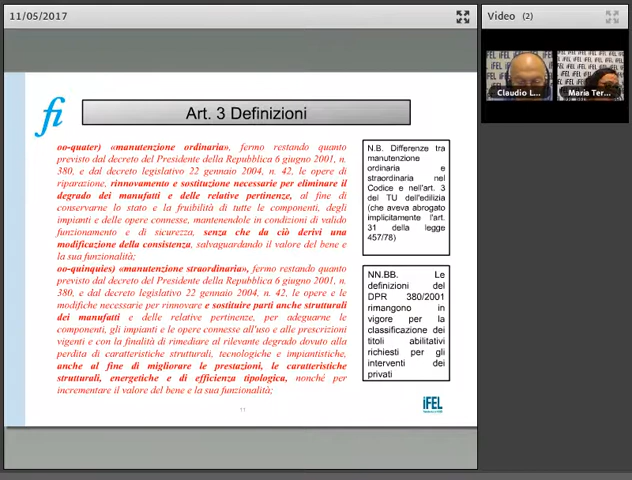 11/05/2017
Video (2)
Claudio L...
Maria Ter...
fi
Art. 3 Definizioni
oo-quater) «manutenzione ordinaria», fermo restando quanto
previsto dal decreto del Presidente della Repubblica 6 giugno 2001, n.
380, e dal decreto legislativo 22 gennaio 2004, n. 42, le opere di
riparazione, rinnovamento e sostituzione necessarie per eliminare il
degrado dei manufatti e delle relative pertinenze, al fine di
conservarne lo stato e la fruibilità di tutte le componenti, degli
impianti e delle opere connesse, mantenendole in condizioni di valido
funzionamento e di sicurezza, senza che da ciò derivi una
modificazione della consistenza, salvaguardando il valore del bene e
la sua funzionalità;
oo-quinquies) «manutenzione straordinaria», fermo restando quanto
previsto dal decreto del Presidente della Repubblica 6 giugno 2001, n.
380, e dal decreto legislativo 22 gennaio 2004, n. 42, le opere e le
modifiche necessarie per rinnovare e sostituire parti anche strutturali
dei manufatti e delle relative pertinenze, per adeguarne le
componenti, gli impianti e le opere connesse all'uso e alle prescrizioni
vigenti e con la finalità di rimediare al rilevante degrado dovuto alla
perdita di caratteristiche strutturali, tecnologiche e impiantistiche,
anche al fine di migliorare le prestazioni, le caratteristiche
strutturali, energetiche e di efficienza tipologica, nonché per
incrementare il valore del bene e la sua funzionalità;
N.B. Differenze tra
manutenzione
ordinaria e
straordinaria nel
Codice e nell'art. 3
del TU dell'edilizia
(che aveva abrogato
implicitamente l'art.
31 della legge
457/78)
NN.BB. Le
definizioni del
DPR 380/2001
rimangono in
vigore per la
classificazione dei
titoli abilitativi
richiesti per gli
interventi dei
privati
11
iFEL